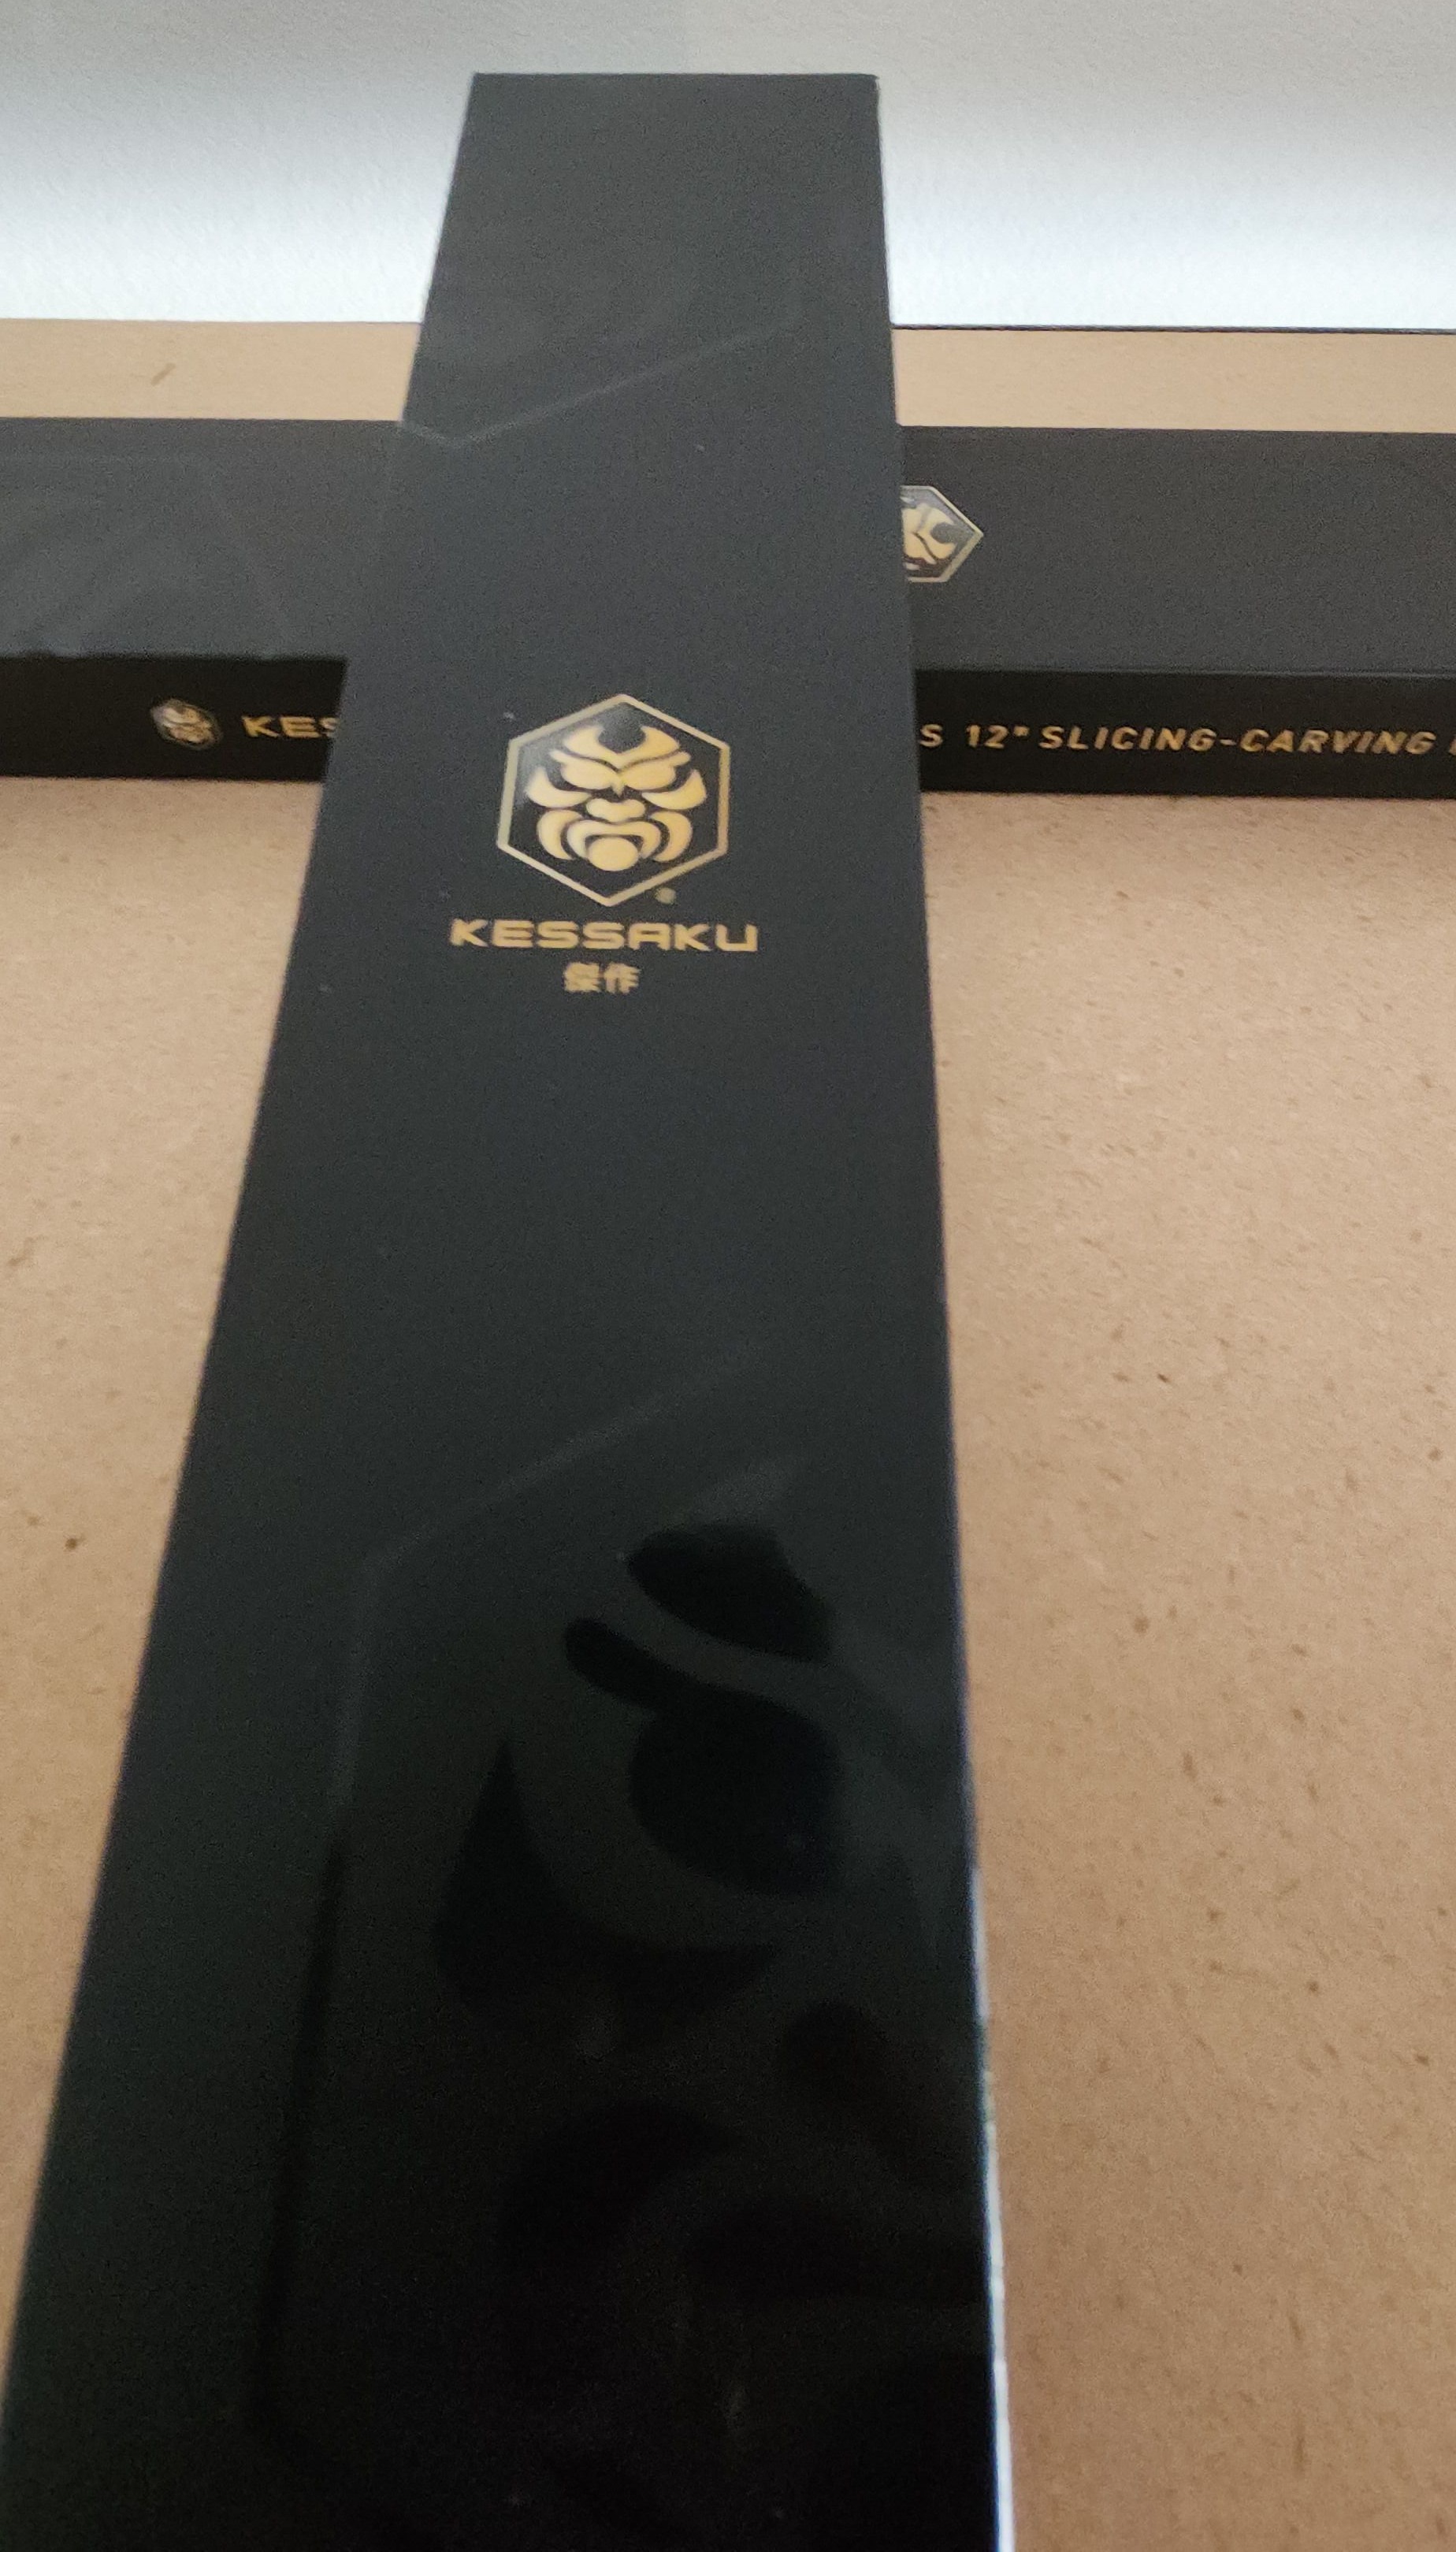 KESSAKU
傑作
KES
S 12" SLICING-CARVING